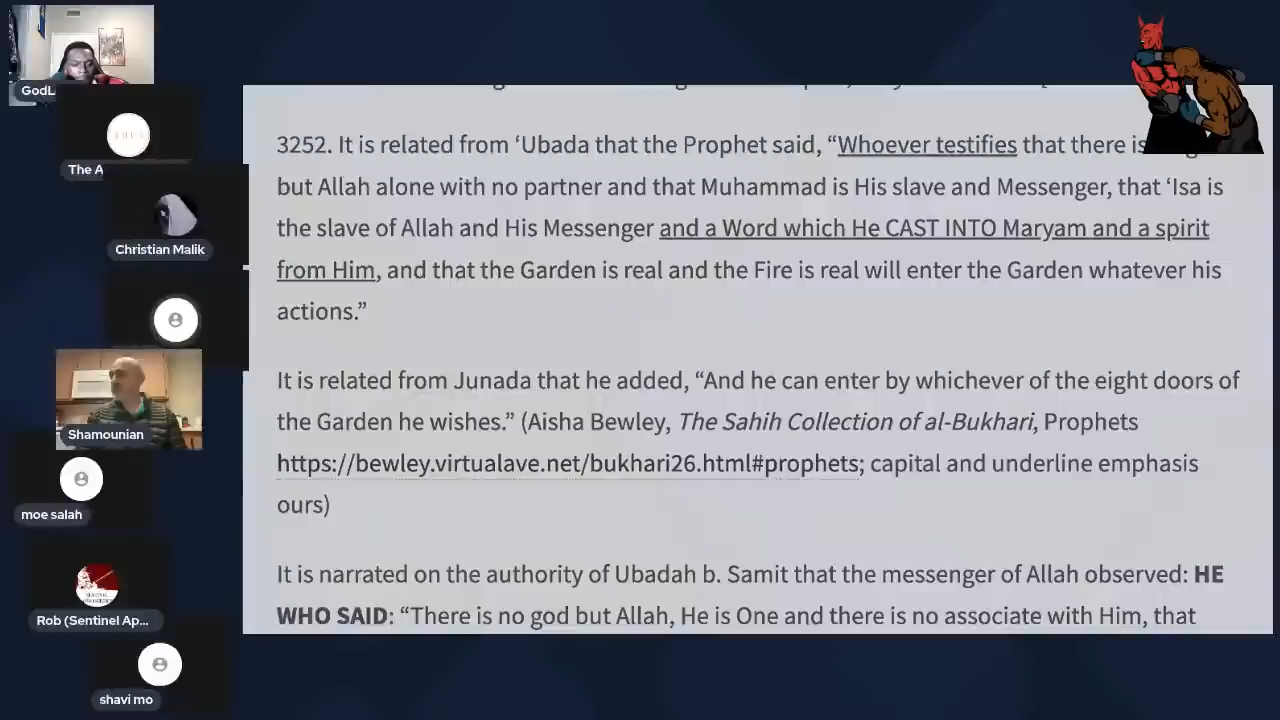 GodL
The A
Christian Malik
Shamounian
moe salah
Rob (Sentinel Ap...
shavi mo
3252. It is related from ‘Ubada that the Prophet said, “Whoever testifies that there is
but Allah alone with no partner and that Muhammad is His slave and Messenger, that ‘Isa is
the slave of Allah and His Messenger and a Word which He CAST INTO Maryam and a spirit
from Him, and that the Garden is real and the Fire is real will enter the Garden whatever his
actions.”
It is related from Junada that he added, “And he can enter by whichever of the eight doors of
the Garden he wishes.” (Aisha Bewley, The Sahih Collection of al-Bukhari, Prophets
https://bewley.virtualave.net/bukhari26.html#prophets; capital and underline emphasis
ours)
It is narrated on the authority of Ubadah b. Samit that the messenger of Allah observed: HE
WHO SAID: “There is no god but Allah, He is One and there is no associate with Him, that